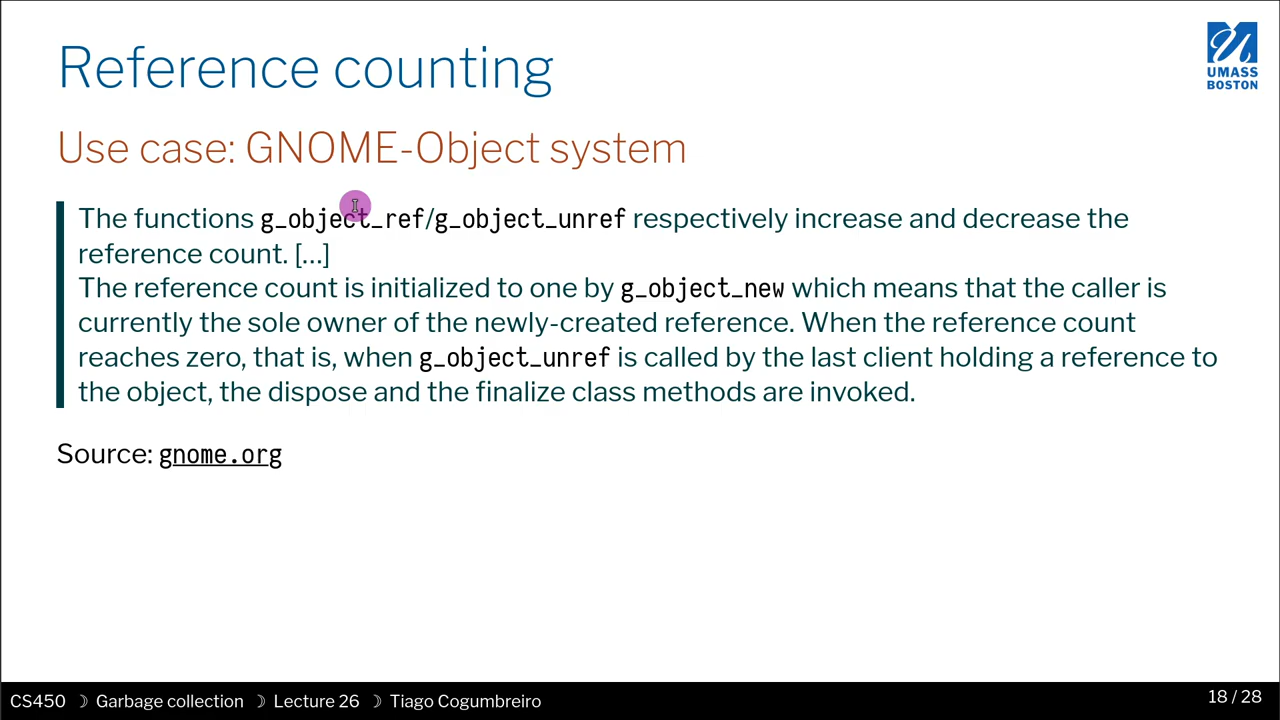 Reference counting
UMASS
BOSTON
Use case: GNOME-Object system
The functions g_object_ref/g_object_unref respectively increase and decrease the
reference count. […]
The reference count is initialized to one by g_object_new which means that the caller is
currently the sole owner of the newly-created reference. When the reference count
reaches zero, that is, when g_object_unref is called by the last client holding a reference to
the object, the dispose and the finalize class methods are invoked.
Source: gnome.org
CS450 ☽ Garbage collection ☽ Lecture 26 ☽ Tiago Cogumbreiro
18 / 28